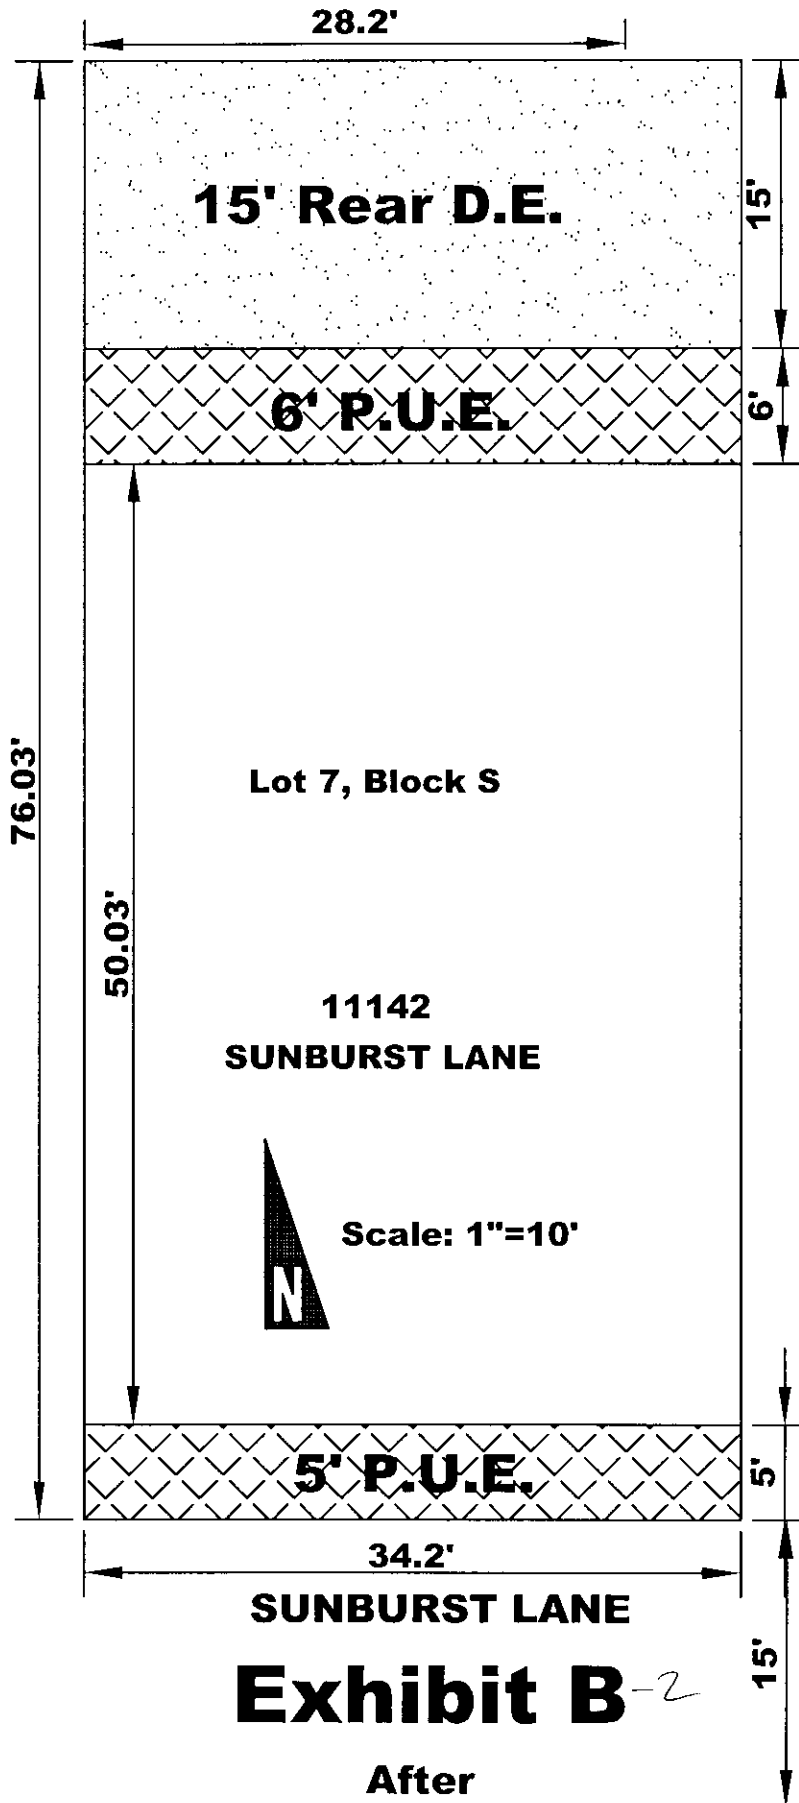 28.2'
15' Rear D.E.
15'
6' P.U.E.
6'
76.03'
50.03'
Lot 7, Block S
11142
SUNBURST LANE
Scale: 1"=10'
N
5' P.U.E.
5'
34.2'
SUNBURST LANE
15'
Exhibit B-2
After